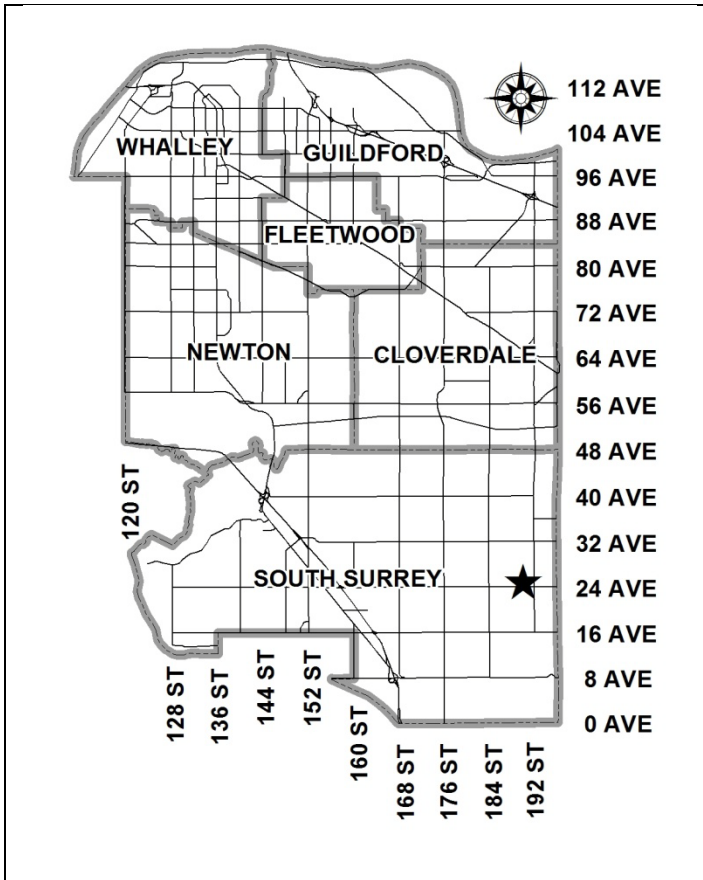 112 AVE
104 AVE
WHALLEY
GUILDFORD
96 AVE
88 AVE
FLEETWOOD
80 AVE
72 AVE
NEWTON
CLOVERDALE
64 AVE
56 AVE
48 AVE
120 ST
40 AVE
32 AVE
SOUTH SURREY
24 AVE
16 AVE
8 AVE
0 AVE
128 ST
136 ST
144 ST
152 ST
160 ST
168 ST
176 ST
184 ST
192 ST